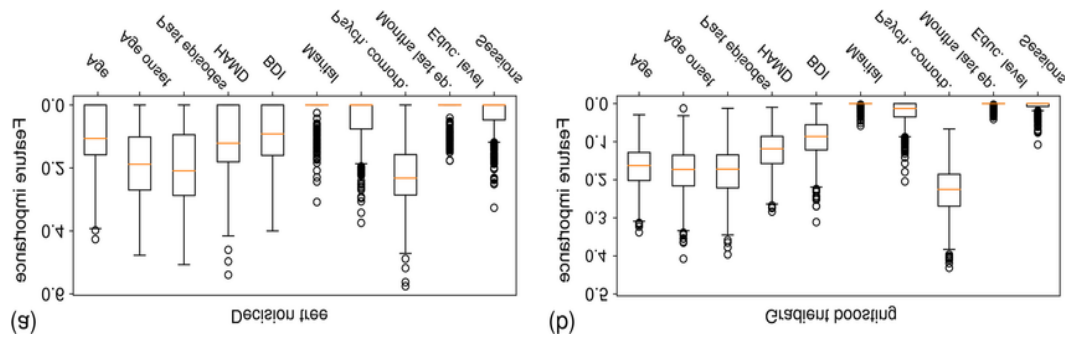 Age
Age onset
Past episodes
HAMD
BDI
Marital
Psych. comorb.
Months last ep.
Educ. level
Sessions
0.0
0.2
0.4
0.6
Feature importance
Decision tree
(a)
Age
Age onset
Past episodes
HAMD
BDI
Marital
Psych. comorb.
Months last ep.
Educ. level
Sessions
0.0
0.1
0.2
0.3
0.4
0.5
Feature importance
Gradient boosting
(b)